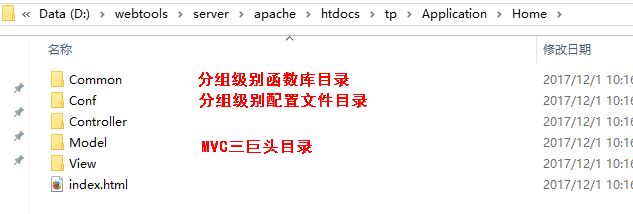 Data (D:) > webtools > server > apache > htdocs > tp > Application > Home >
名称 修改日期
Common 分组级别函数库目录 2017/12/1 10:16
Conf 分组级别配置文件目录 2017/12/1 10:16
Controller 2017/12/1 10:16
Model MVC三巨头目录 2017/12/1 10:16
View 2017/12/1 10:16
index.html 2017/12/1 10:16